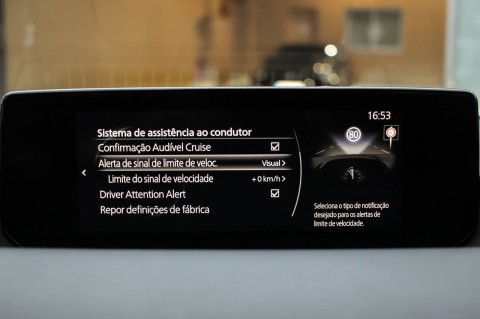 16:53
Sistema de assistência ao condutor
Confirmação Audível Cruise
Alerta de sinal de limite de veloc. Visual >
Limite do sinal de velocidade +0 km/h >
Driver Attention Alert
Repor definições de fábrica
80
Seleciona o tipo de notificação
desejado para os alertas de
limite de velocidade.